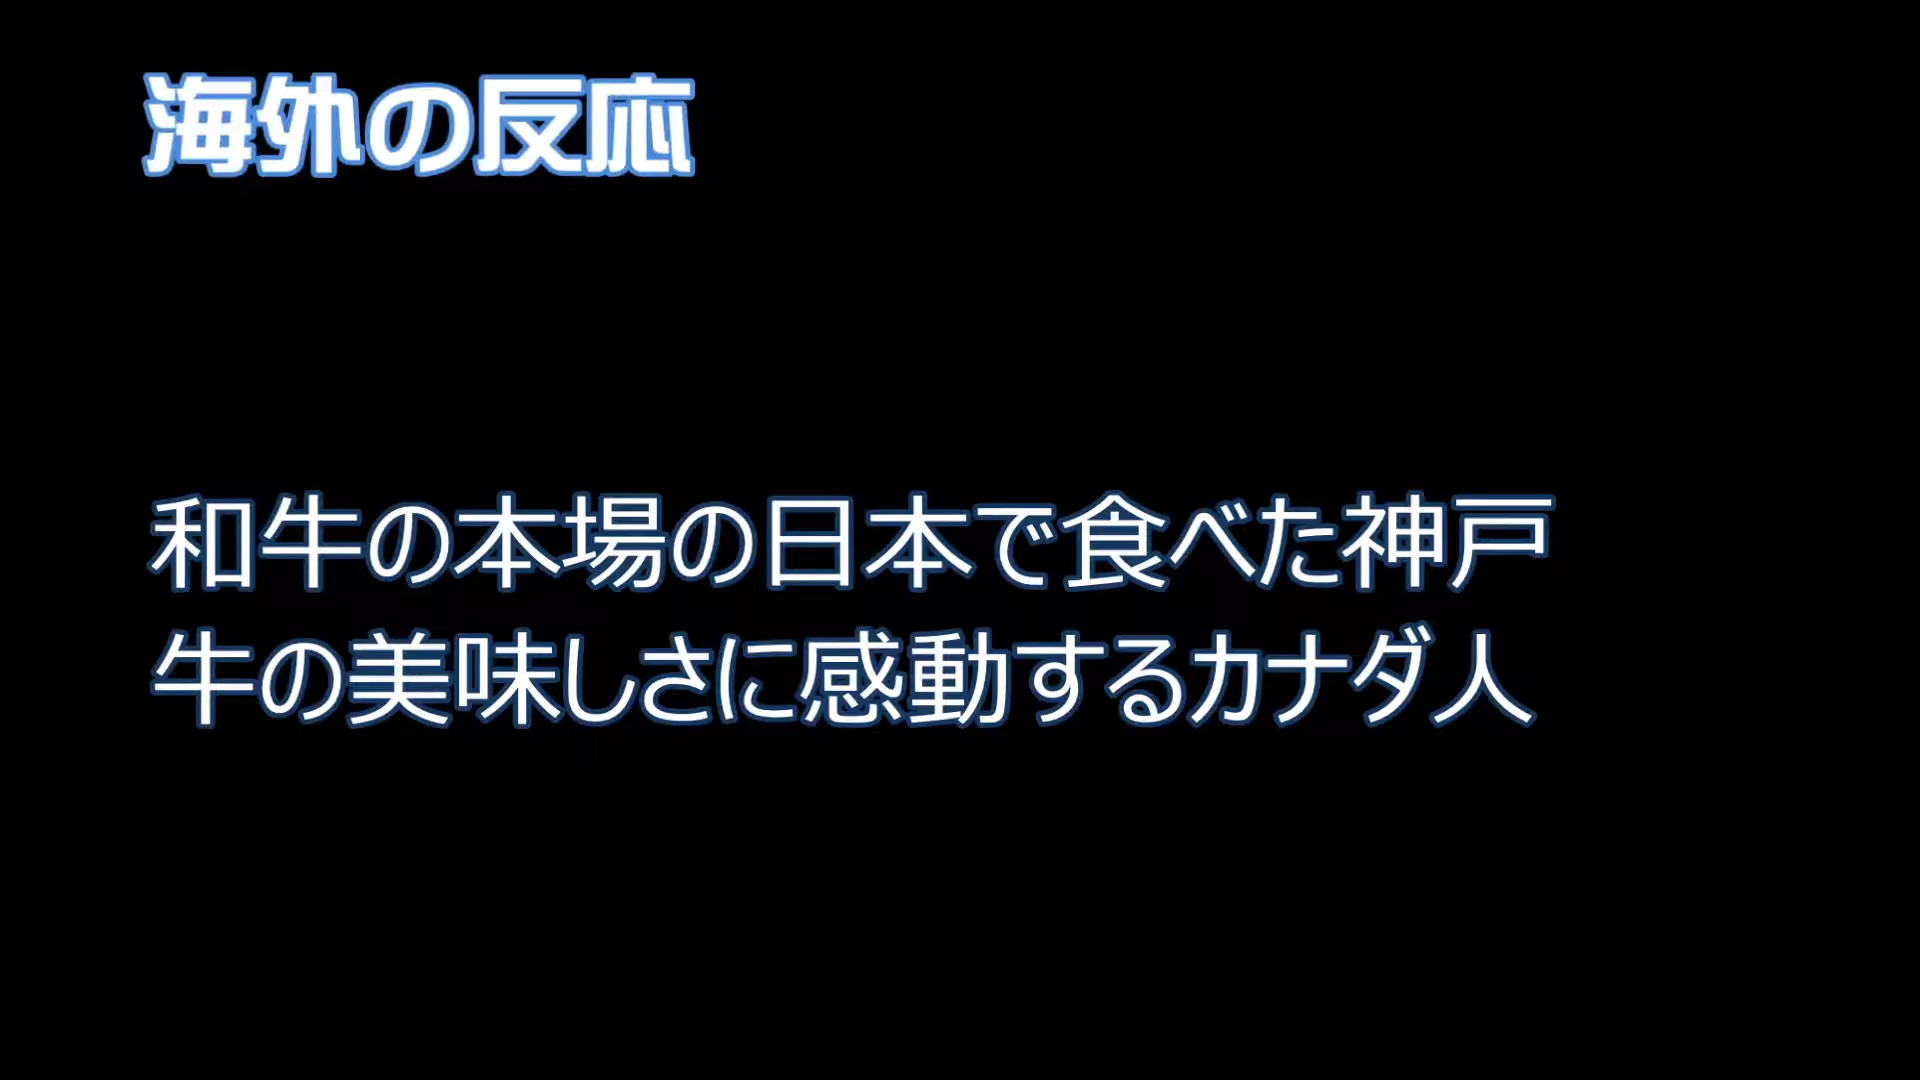 海外の反応
和牛の本場の日本で食べた神戸
牛の美味しさに感動するカナダ人